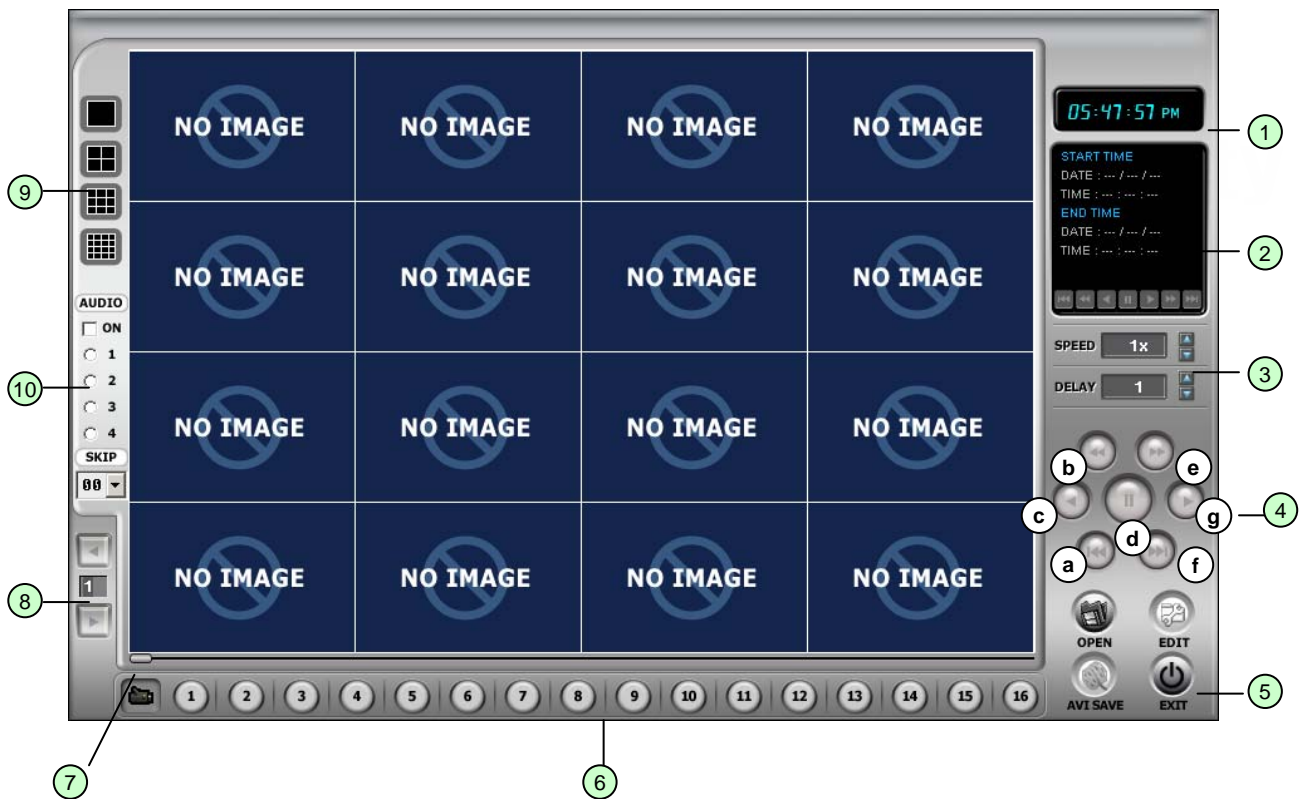 05:47:57 PM
1
START TIME
DATE : --- / --- / ---
TIME : --- : --- : ---
END TIME
DATE : --- / --- / ---
TIME : --- : --- : ---
2
SPEED 1x
DELAY 1
3
NO IMAGE NO IMAGE NO IMAGE NO IMAGE
NO IMAGE NO IMAGE NO IMAGE NO IMAGE
NO IMAGE NO IMAGE NO IMAGE NO IMAGE
NO IMAGE NO IMAGE NO IMAGE NO IMAGE
9
AUDIO
ON
1
2
3
4
10
SKIP
00
1
8
b e
c g
d
a f
4
OPEN EDIT
AVI SAVE EXIT
5
1 2 3 4 5 6 7 8 9 10 11 12 13 14 15 16
7 6